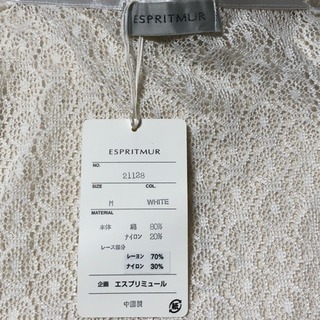 ESPRITMUR
ESPRITMUR
NO.
21128
SIZE COL.
M WHITE
MATERIAL
本体 綿 80%
ナイロン 20%
レース部分
レーヨン 70%
ナイロン 30%
企画 エスプリミュール
中国製
紙